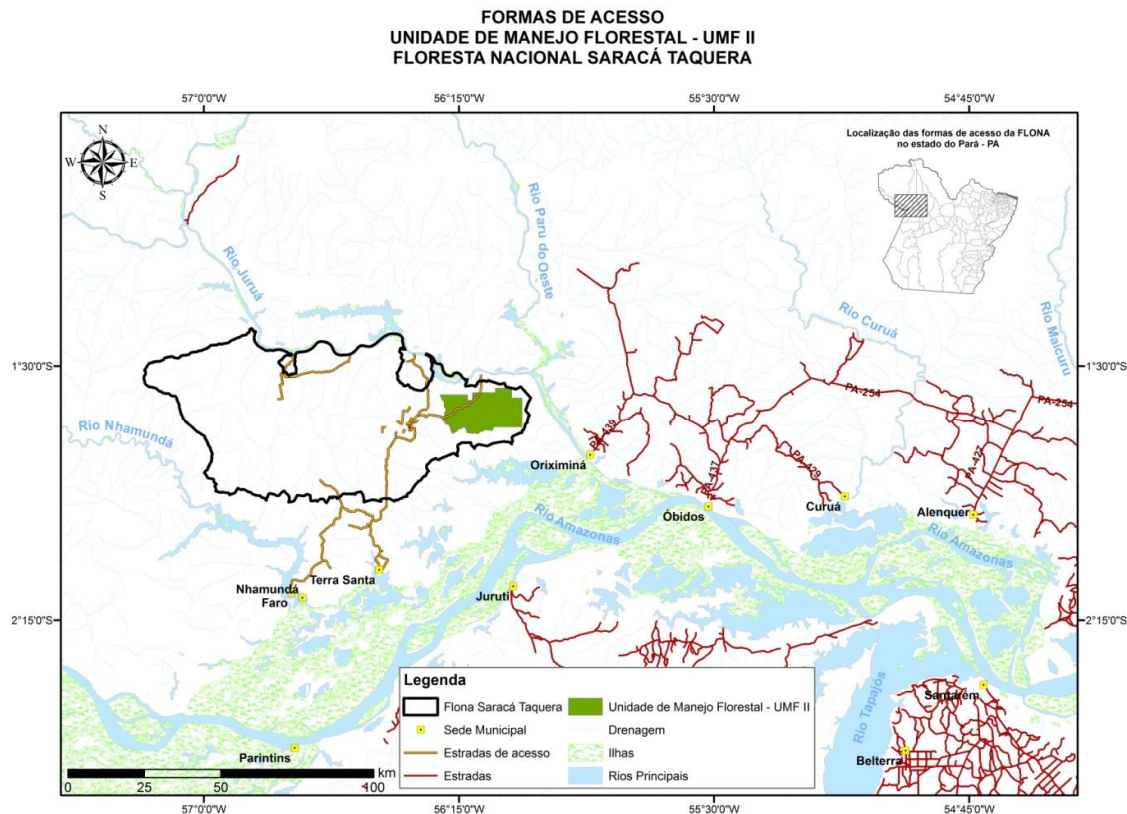 FORMAS DE ACESSO
UNIDADE DE MANEJO FLORESTAL - UMF II
FLORESTA NACIONAL SARACÁ TAQUERA
57°0'0"W
56°15'0"W
55°30'0"W
54°45'0"W
N
W
E
S
Localização das formas de acesso da FLONA
no estado do Pará - PA
Rio Juruá
Rio Paru do Oeste
Rio Curuá
Rio Maicuru
1°30'0"S
1°30'0"S
PA-254
PA-254
Rio Nhamundá
PA-439
PA-437
PA-429
PA-427
Oriximiná
Óbidos
Curuá
Alenquer
Rio Amazonas
Rio Amazonas
Terra Santa
Nhamundá
Faro
Juruti
2°15'0"S
2°15'0"S
Legenda
Flona Saracá Taquera
Unidade de Manejo Florestal - UMF II
Sede Municipal
Drenagem
Estradas de acesso
Ilhas
Estradas
Rios Principais
Rio Tapajós
Santarém
Belterra
Parintins
km
0
25
50
100
57°0'0"W
56°15'0"W
55°30'0"W
54°45'0"W